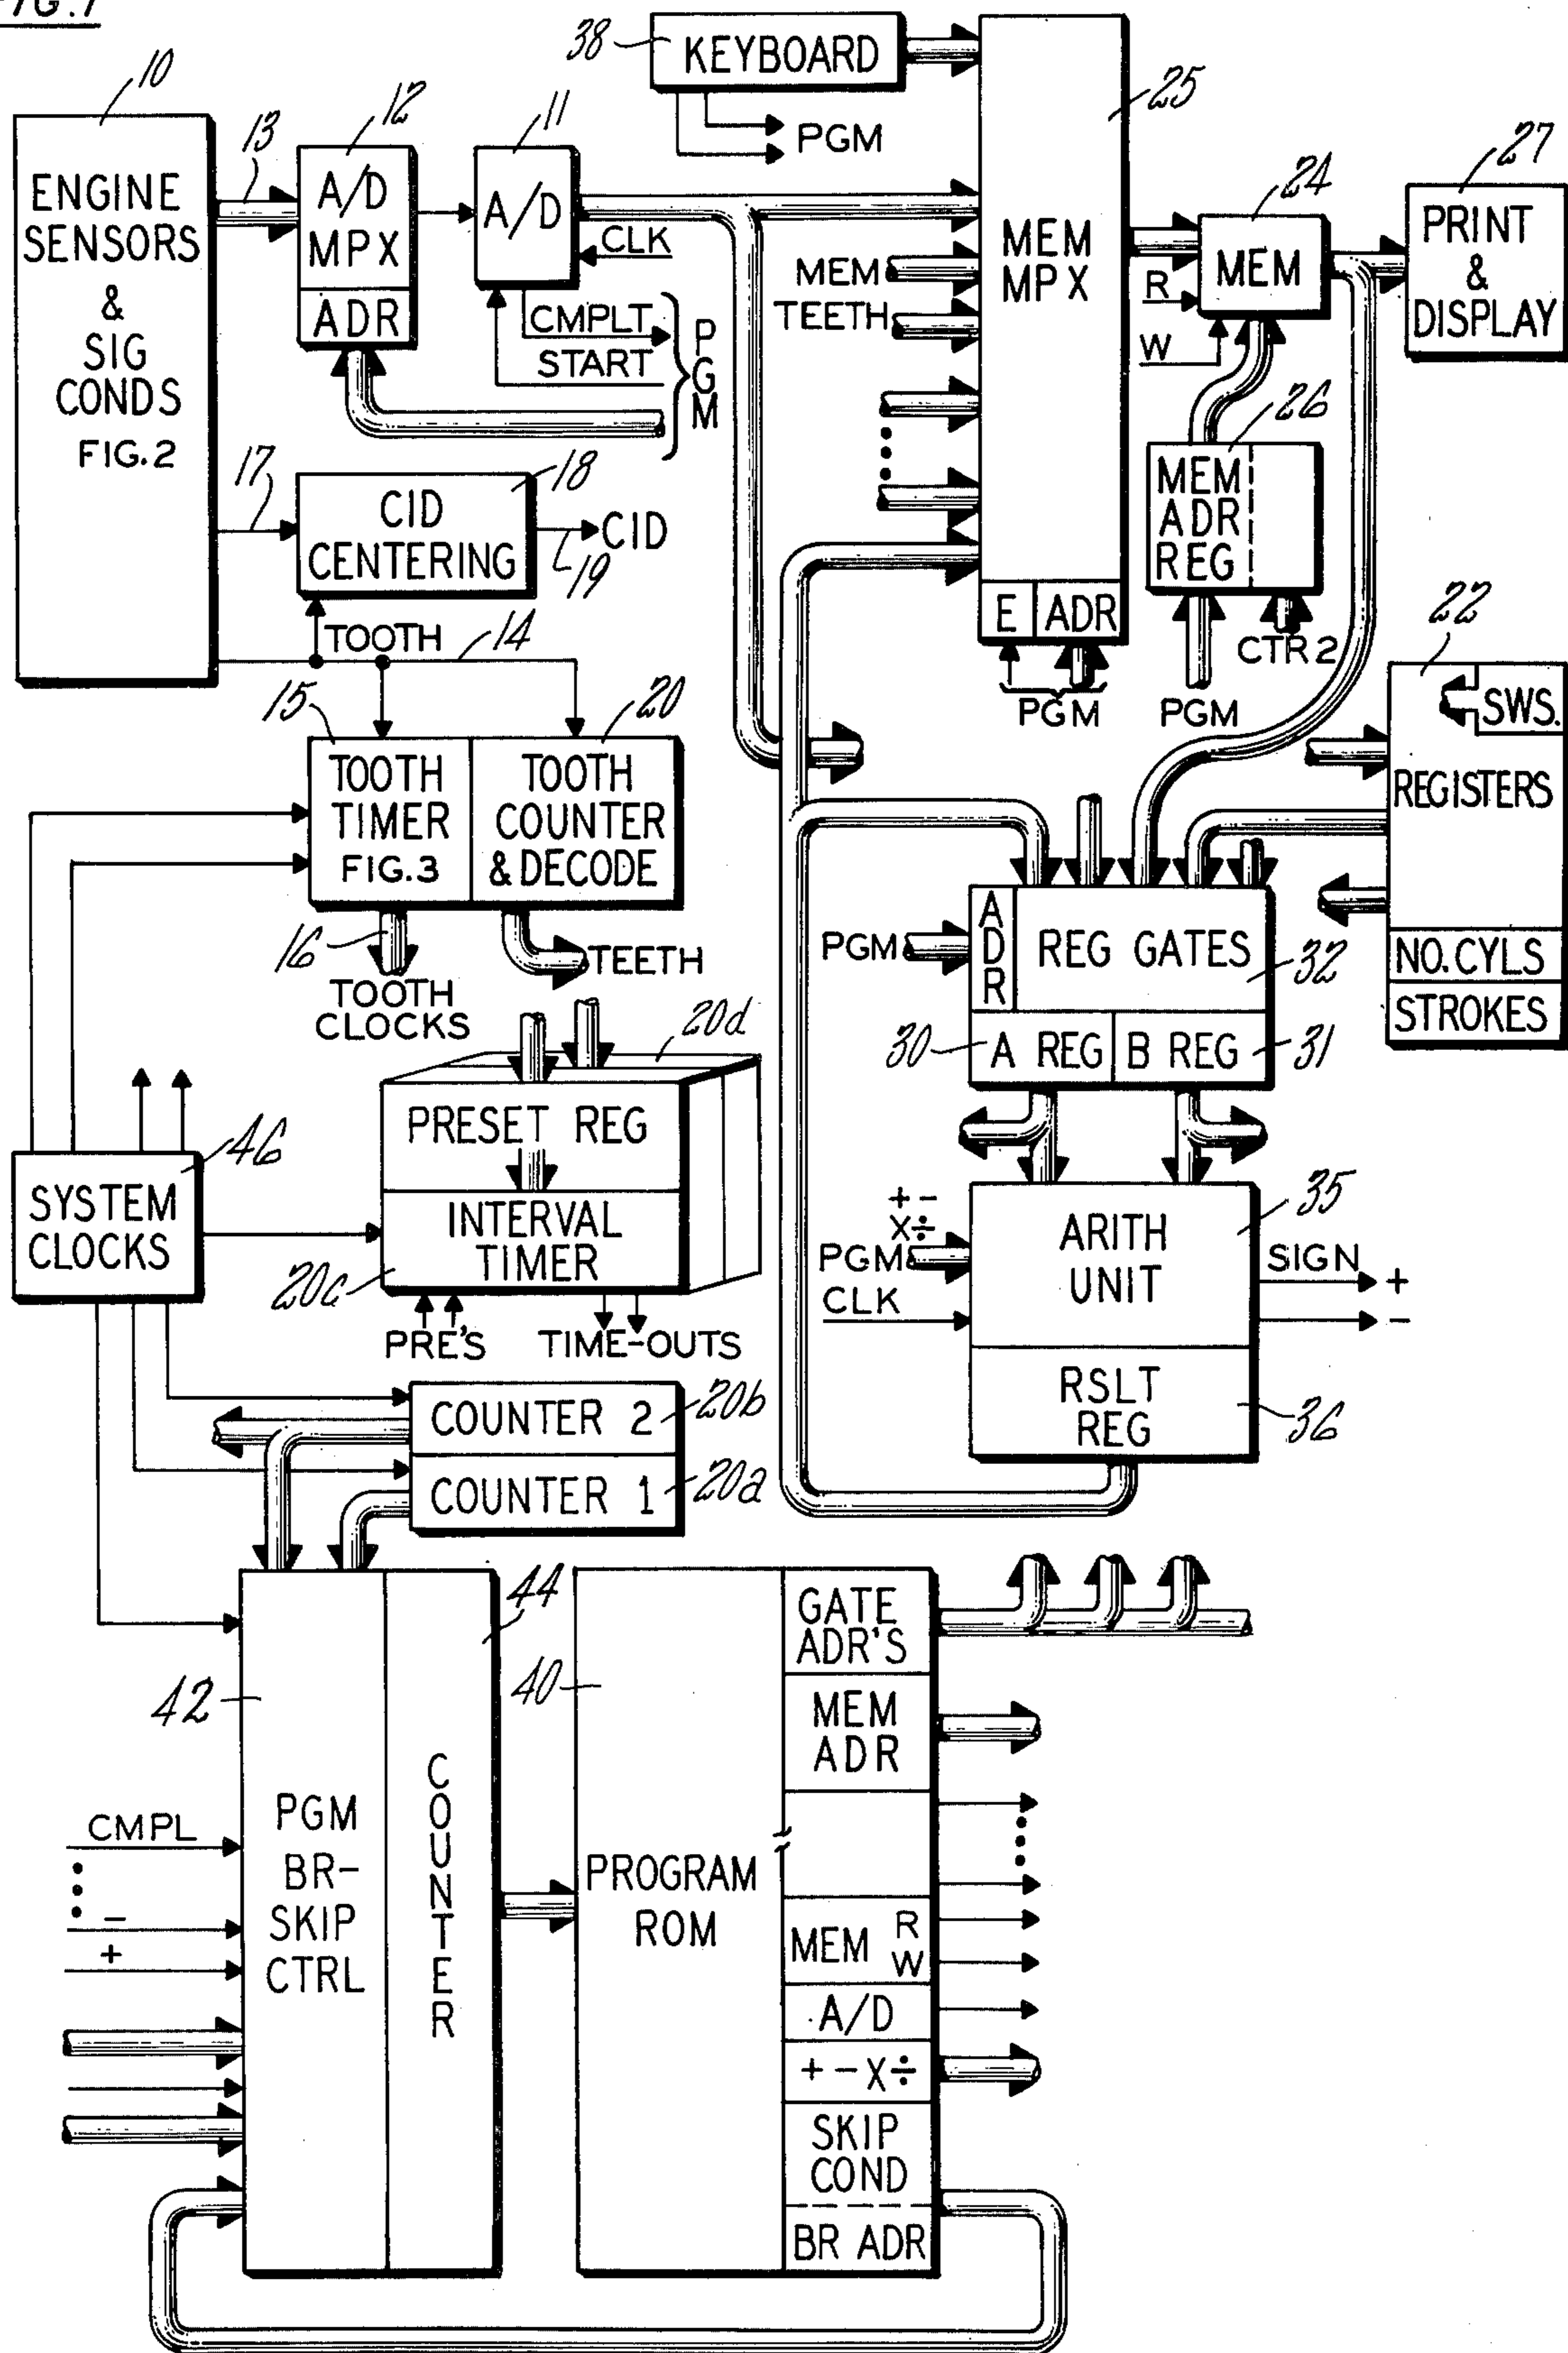 FIG. 1
10
ENGINE
SENSORS
&
SIG
CONDS
FIG. 2
13
12
A/D
MPX
ADR
11
A/D
CLK
CMPLT
START
PGM
38
KEYBOARD
PGM
25
MEM
MPX
MEM
TEETH
E
ADR
PGM
24
MEM
R
W
27
PRINT
&
DISPLAY
26
MEM
ADR
REG
PGM
CTR 2
17
18
CID
CENTERING
19
CID
TOOTH
14
15
TOOTH
TIMER
FIG. 3
20
TOOTH
COUNTER
& DECODE
16
TOOTH
CLOCKS
TEETH
22
SWS.
REGISTERS
NO. CYLS
STROKES
PGM
ADR
REG GATES
32
30
A REG
B REG
31
20d
PRESET REG
INTERVAL
TIMER
20c
PRE'S
TIME-OUTS
46
SYSTEM
CLOCKS
+ -
X÷
PGM
CLK
ARITH
UNIT
35
SIGN
+
-
RSLT
REG
36
COUNTER 2
20b
COUNTER 1
20a
42
44
CMPL
-
+
PGM
BR-
SKIP
CTRL
COUNTER
40
PROGRAM
ROM
GATE
ADR'S
MEM
ADR
MEM
R
W
A/D
+ - X ÷
SKIP
COND
BR ADR